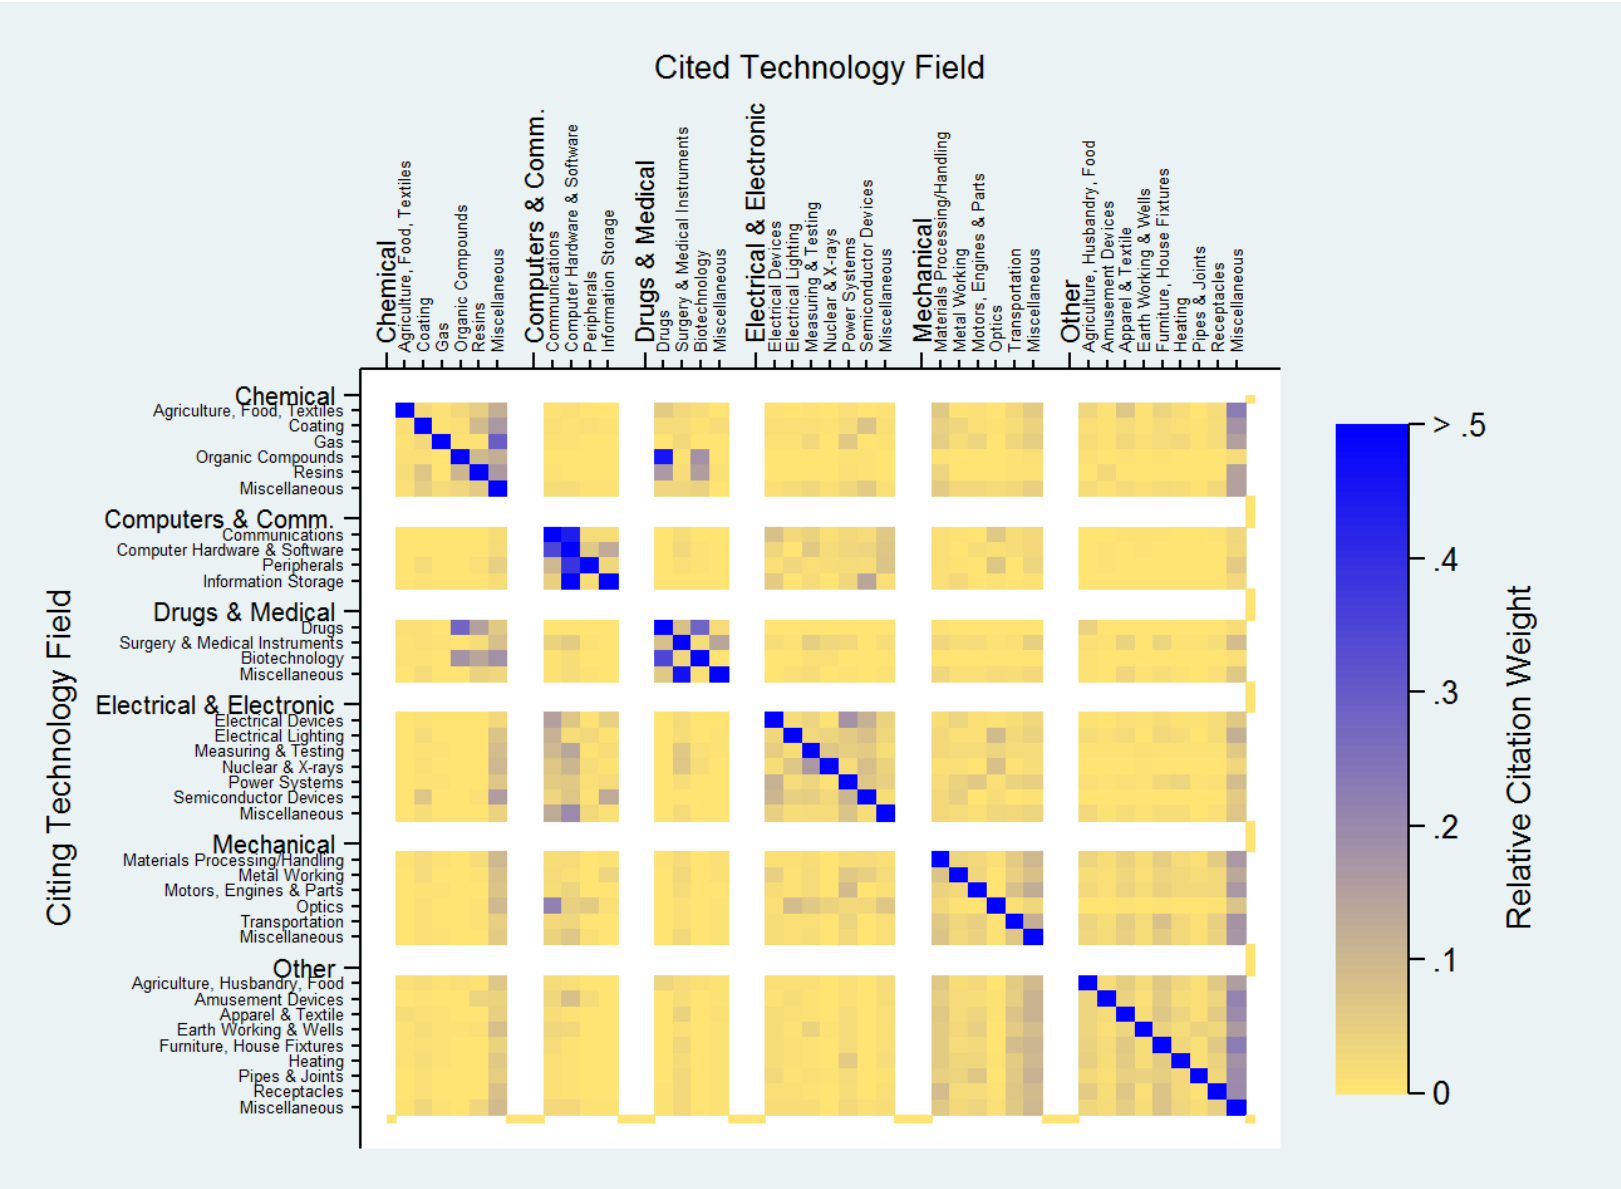 Cited Technology Field
Chemical
Agriculture, Food, Textiles
Coating
Gas
Organic Compounds
Resins
Miscellaneous
Computers & Comm.
Communications
Computer Hardware & Software
Peripherals
Information Storage
Drugs & Medical
Drugs
Surgery & Medical Instruments
Biotechnology
Miscellaneous
Electrical & Electronic
Electrical Devices
Electrical Lighting
Measuring & Testing
Nuclear & X-rays
Power Systems
Semiconductor Devices
Miscellaneous
Mechanical
Materials Processing/Handling
Metal Working
Motors, Engines & Parts
Optics
Transportation
Miscellaneous
Other
Agriculture, Husbandry, Food
Amusement Devices
Apparel & Textile
Earth Working & Wells
Furniture, House Fixtures
Heating
Pipes & Joints
Receptacles
Miscellaneous
Citing Technology Field
Chemical
Agriculture, Food, Textiles
Coating
Gas
Organic Compounds
Resins
Miscellaneous
Computers & Comm.
Communications
Computer Hardware & Software
Peripherals
Information Storage
Drugs & Medical
Drugs
Surgery & Medical Instruments
Biotechnology
Miscellaneous
Electrical & Electronic
Electrical Devices
Electrical Lighting
Measuring & Testing
Nuclear & X-rays
Power Systems
Semiconductor Devices
Miscellaneous
Mechanical
Materials Processing/Handling
Metal Working
Motors, Engines & Parts
Optics
Transportation
Miscellaneous
Other
Agriculture, Husbandry, Food
Amusement Devices
Apparel & Textile
Earth Working & Wells
Furniture, House Fixtures
Heating
Pipes & Joints
Receptacles
Miscellaneous
> .5
.4
.3
.2
.1
0
Relative Citation Weight